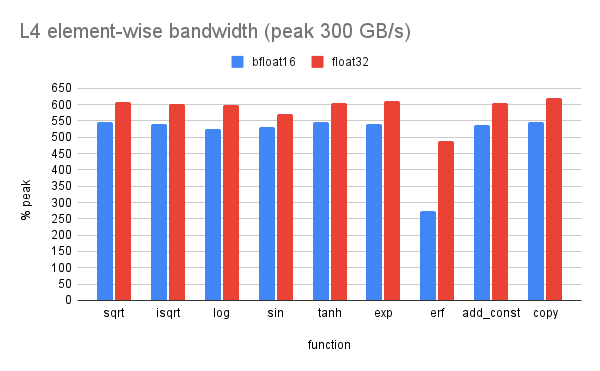 L4 element-wise bandwidth (peak 300 GB/s)
bfloat16 float32
650
600
550
500
450
400
350
300
250
200
150
100
50
0
% peak
sqrt isqrt log sin tanh exp erf add_const copy
function